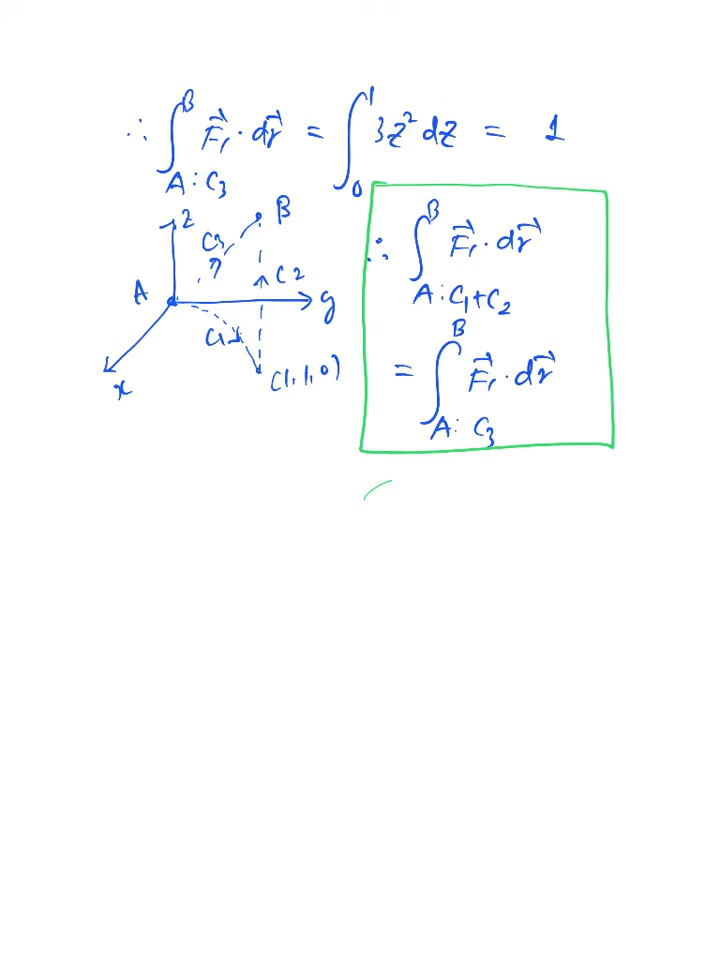 ∴ ∫_{A: C₃}^{B} F⃗₁ · dr⃗ = ∫_{0}^{1} 3z² dz = 1
z
B
C₃
A
C₂
y
C₁
(1,1,0)
x
∴ ∫_{A: C₁+C₂}^{B} F⃗₁ · dr⃗
= ∫_{A: C₃}^{B} F⃗₁ · dr⃗